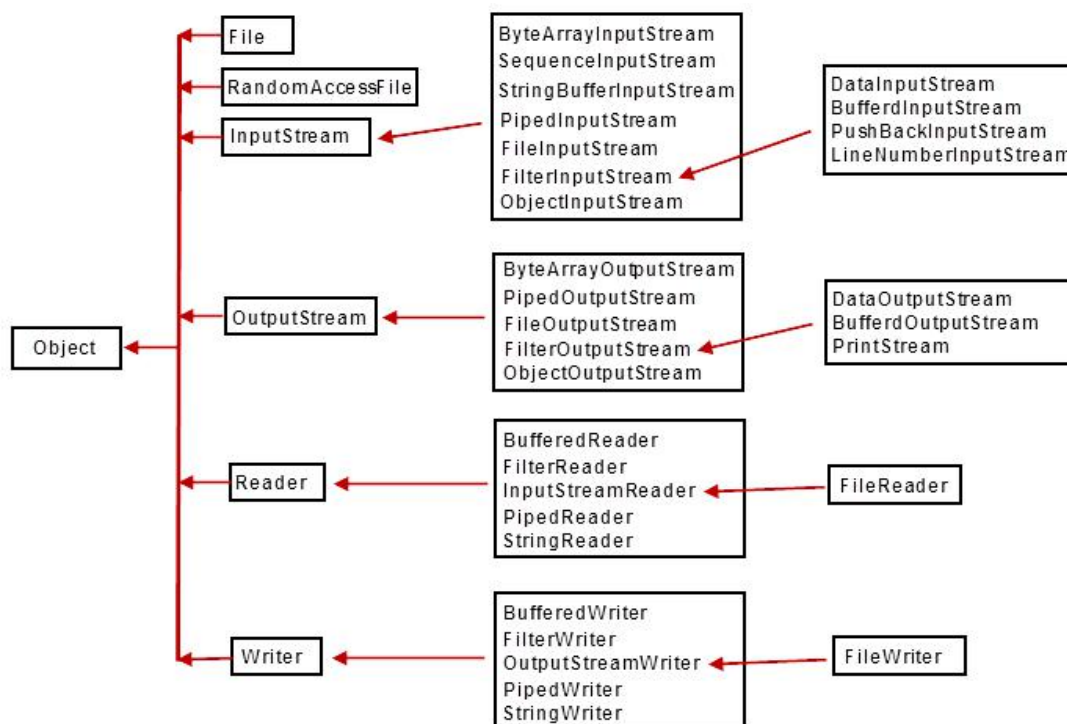 File
RandomAccessFile
InputStream
ByteArrayInputStream
SequenceInputStream
StringBufferInputStream
PipedInputStream
FileInputStream
FilterInputStream
ObjectInputStream
DataInputStream
BufferdInputStream
PushBackInputStream
LineNumberInputStream
Object
OutputStream
ByteArrayOutputStream
PipedOutputStream
FileOutputStream
FilterOutputStream
ObjectOutputStream
DataOutputStream
BufferdOutputStream
PrintStream
Reader
BufferedReader
FilterReader
InputStreamReader
PipedReader
StringReader
FileReader
Writer
BufferedWriter
FilterWriter
OutputStreamWriter
PipedWriter
StringWriter
FileWriter